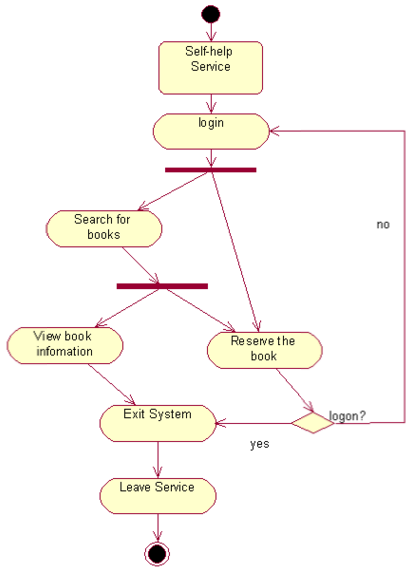 Self-help
Service
login
Search for
books
no
View book
infomation
Reserve the
book
Exit System
logon?
yes
Leave Service